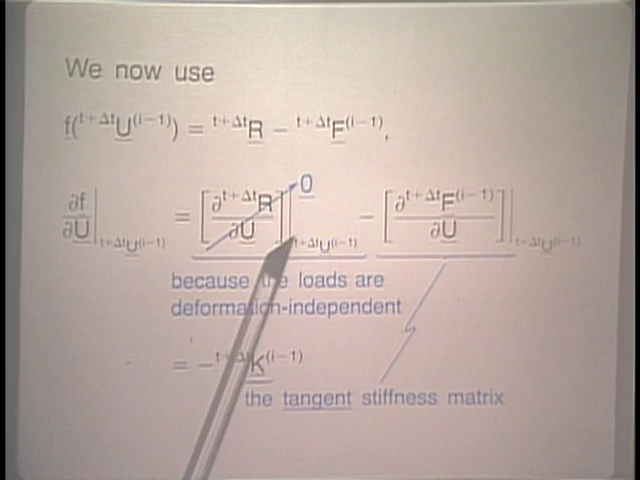 We now use
f(ᵗ⁺ΔᵗU⁽ⁱ⁻¹⁾) = ᵗ⁺ΔᵗR − ᵗ⁺ΔᵗF⁽ⁱ⁻¹⁾,
∂f/∂U |ₜ₊Δₜᵤ(i−1) = [∂ᵗ⁺ΔᵗR/∂U] 0 |t+ΔtU(i−1) − [∂ᵗ⁺ΔᵗF⁽ⁱ⁻¹⁾/∂U] |t+ΔtU(i−1)
because the loads are
deformation-independent
= −ᵗ⁺ΔᵗK⁽ⁱ⁻¹⁾
the tangent stiffness matrix